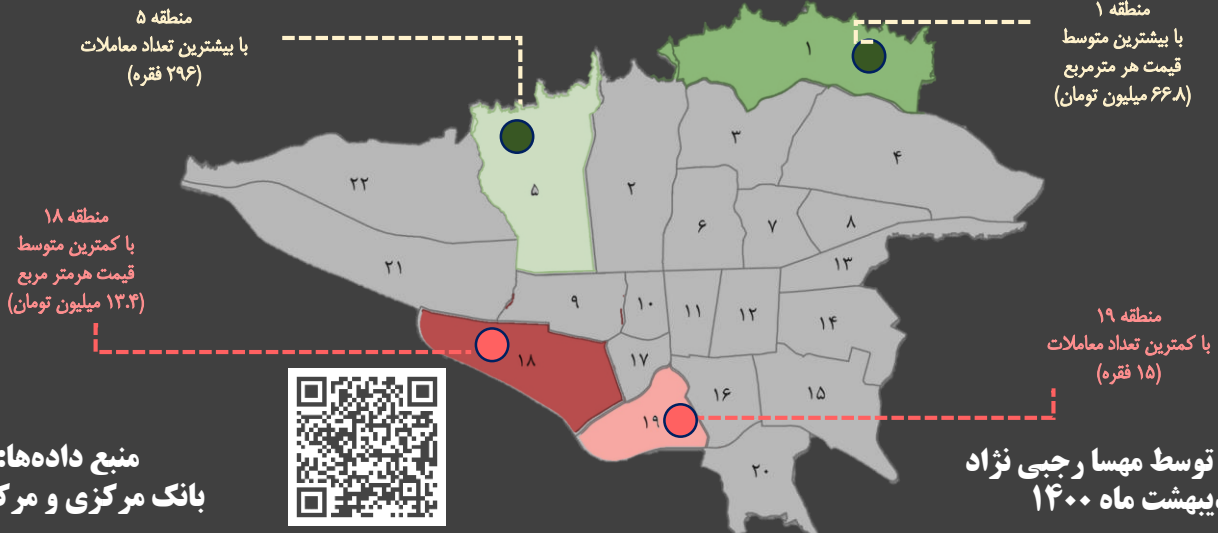 منطقه ۱
با بیشترین متوسط
قیمت هر مترمربع
(۶۶.۸ میلیون تومان)
منطقه ۵
با بیشترین تعداد معاملات
(۲۹۶ فقره)
۱
۳
۴
۲۲
۵
۲
۶
۷
۸
منطقه ۱۸
با کمترین متوسط
قیمت هرمتر مربع
(۱۳.۴ میلیون تومان)
۲۱
۱۳
۹
۱۰
۱۱
۱۲
۱۴
منطقه ۱۹
با کمترین تعداد معاملات
(۱۵ فقره)
۱۸
۱۷
۱۶
۱۵
۱۹
۲۰
توسط مهسا رجبی نژاد
ماه ۱۴۰۰
منبع داده‌ها:
بانک مرکزی و